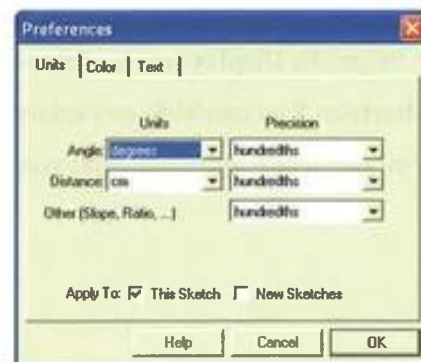 Preferences
Units Color Text
Units Precision
Angle: degrees hundredths
Distance: cm hundredths
Other (Slope, Ratio, ...) hundredths
Apply To: This Sketch New Sketches
Help Cancel OK